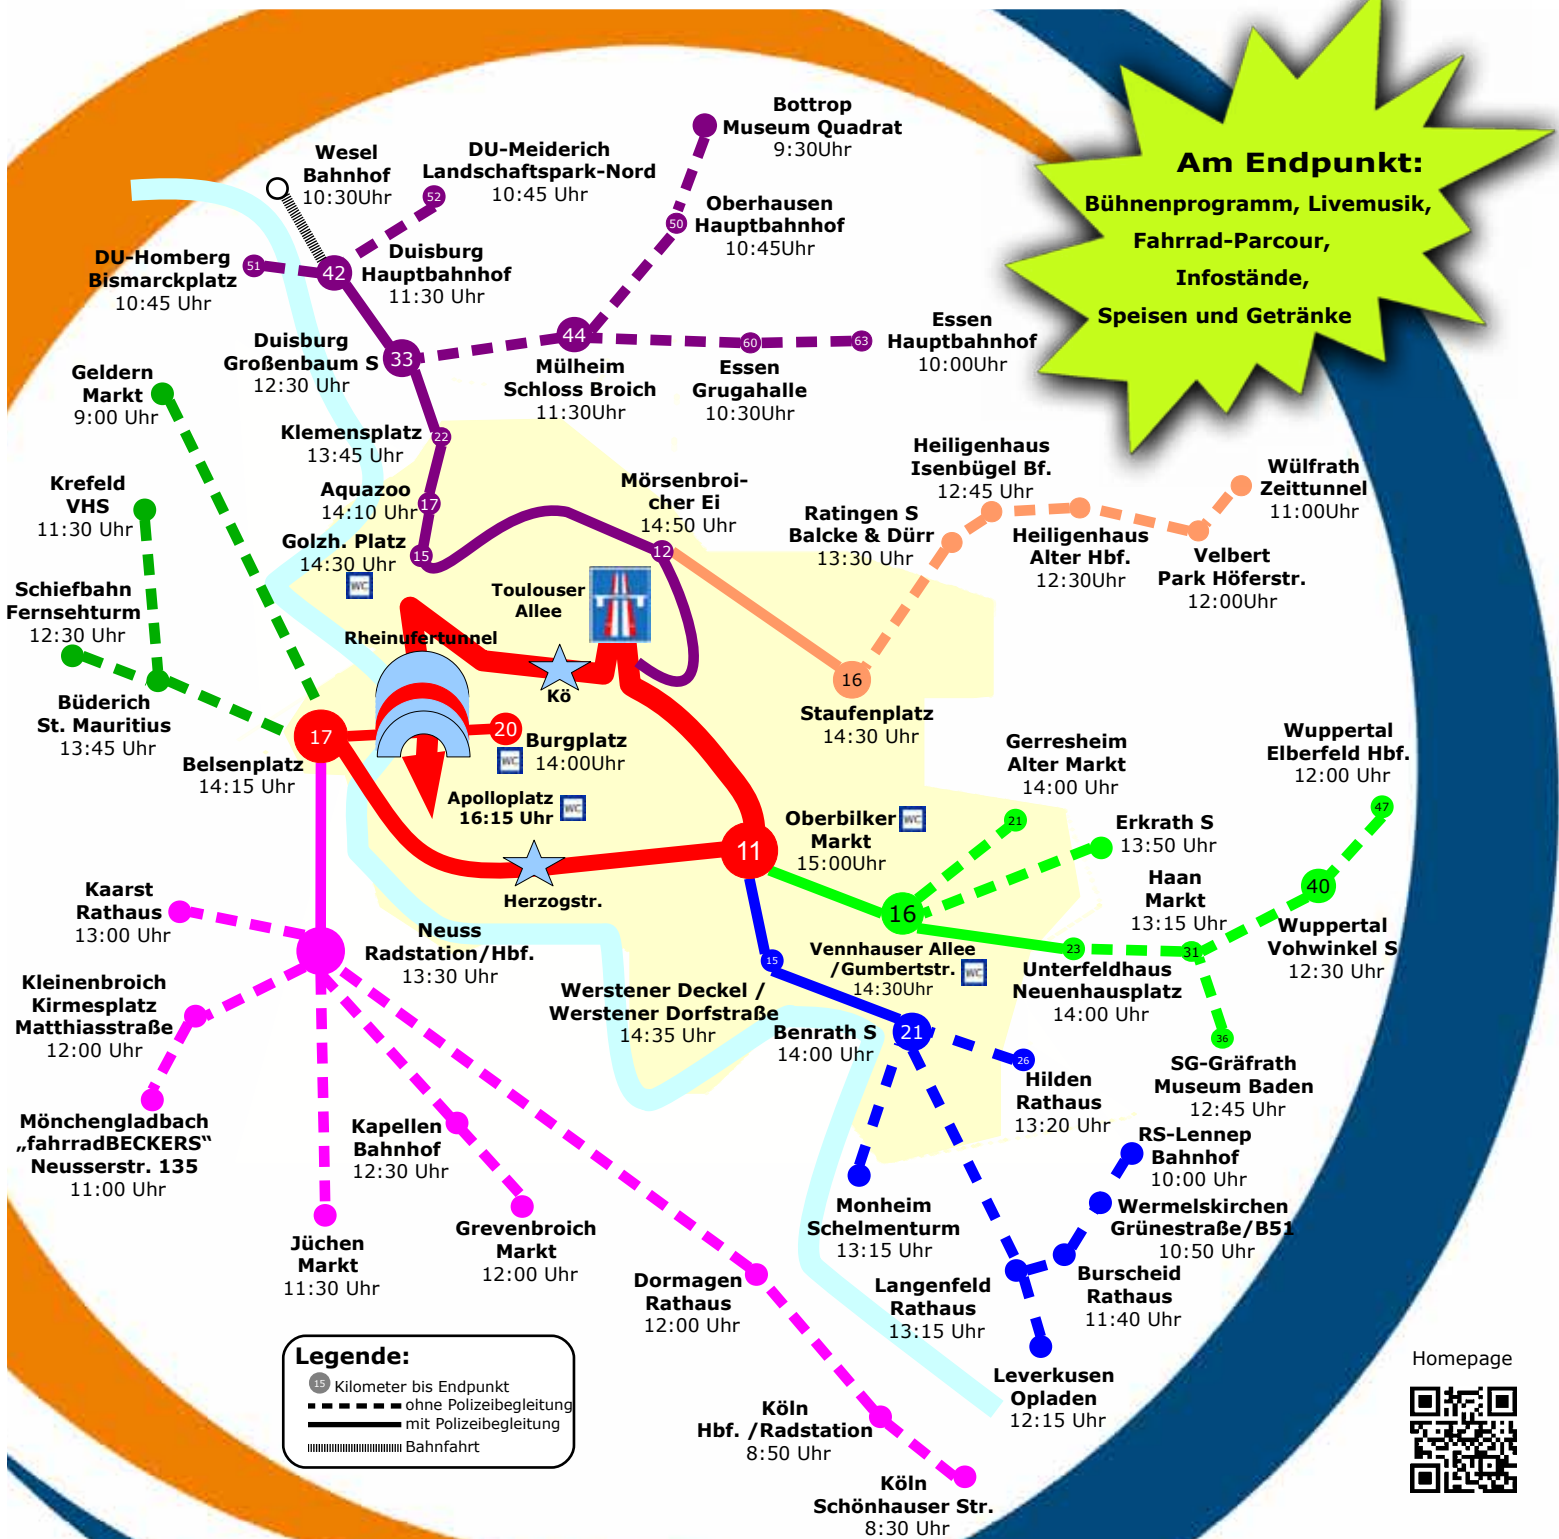 Am Endpunkt:
Bühnenprogramm, Livemusik,
Fahrrad-Parcour,
Infostände,
Speisen und Getränke
Bottrop
Museum Quadrat
9:30Uhr
Wesel
Bahnhof
10:30Uhr
DU-Meiderich
Landschaftspark-Nord
10:45 Uhr
52
Oberhausen
Hauptbahnhof
10:45Uhr
50
DU-Homberg
Bismarckplatz
10:45 Uhr
51
42
Duisburg
Hauptbahnhof
11:30 Uhr
Duisburg
Großenbaum S
12:30 Uhr
33
44
Mülheim
Schloss Broich
11:30Uhr
60
Essen
Grugahalle
10:30Uhr
63
Essen
Hauptbahnhof
10:00Uhr
Geldern
Markt
9:00 Uhr
Klemensplatz
13:45 Uhr
22
Krefeld
VHS
11:30 Uhr
Aquazoo
14:10 Uhr
17
Golzh. Platz
14:30 Uhr
15
WC
Mörsenbroi-
cher Ei
14:50 Uhr
12
Heiligenhaus
Isenbügel Bf.
12:45 Uhr
Ratingen S
Balcke & Dürr
13:30 Uhr
Heiligenhaus
Alter Hbf.
12:30Uhr
Wülfrath
Zeittunnel
11:00Uhr
Velbert
Park Höferstr.
12:00Uhr
Schiefbahn
Fernsehturm
12:30 Uhr
Toulouser
Allee
Rheinufertunnel
Kö
16
Staufenplatz
14:30 Uhr
Büderich
St. Mauritius
13:45 Uhr
17
Belsenplatz
14:15 Uhr
20
Burgplatz
14:00Uhr
WC
Apolloplatz
16:15 Uhr
WC
Gerresheim
Alter Markt
14:00 Uhr
21
Wuppertal
Elberfeld Hbf.
12:00 Uhr
47
11
Oberbilker
Markt
15:00Uhr
WC
Erkrath S
13:50 Uhr
Herzogstr.
Haan
Markt
13:15 Uhr
40
Wuppertal
Vohwinkel S
12:30 Uhr
16
Vennhauser Allee
/Gumbertstr.
14:30Uhr
WC
23
31
Unterfeldhaus
Neuenhausplatz
14:00 Uhr
36
SG-Gräfrath
Museum Baden
12:45 Uhr
Kaarst
Rathaus
13:00 Uhr
Neuss
Radstation/Hbf.
13:30 Uhr
Kleinenbroich
Kirmesplatz
Matthiasstraße
12:00 Uhr
15
Werstener Deckel /
Werstener Dorfstraße
14:35 Uhr
Benrath S
14:00 Uhr
21
26
Hilden
Rathaus
13:20 Uhr
Mönchengladbach
„fahrradBECKERS“
Neusserstr. 135
11:00 Uhr
Kapellen
Bahnhof
12:30 Uhr
RS-Lennep
Bahnhof
10:00 Uhr
Wermelskirchen
Grünestraße/B51
10:50 Uhr
Monheim
Schelmenturm
13:15 Uhr
Jüchen
Markt
11:30 Uhr
Grevenbroich
Markt
12:00 Uhr
Dormagen
Rathaus
12:00 Uhr
Langenfeld
Rathaus
13:15 Uhr
Burscheid
Rathaus
11:40 Uhr
Leverkusen
Opladen
12:15 Uhr
Köln
Hbf. /Radstation
8:50 Uhr
Köln
Schönhauser Str.
8:30 Uhr
Legende:
15 Kilometer bis Endpunkt
ohne Polizeibegleitung
mit Polizeibegleitung
Bahnfahrt
Homepage